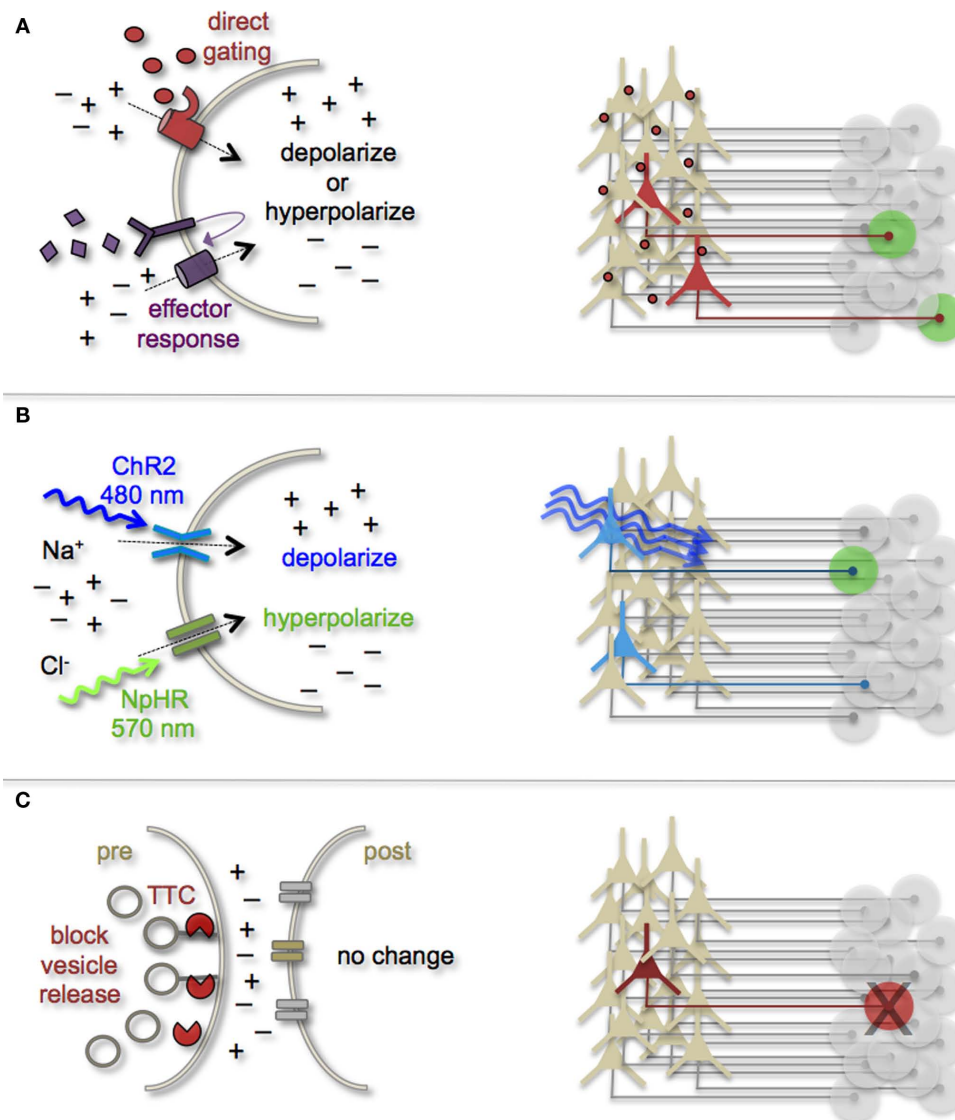 A
direct
gating
depolarize
or
hyperpolarize
effector
response
B
ChR2
480 nm
Na+
depolarize
hyperpolarize
Cl-
NpHR
570 nm
C
pre
post
TTC
block
vesicle
release
no change
X